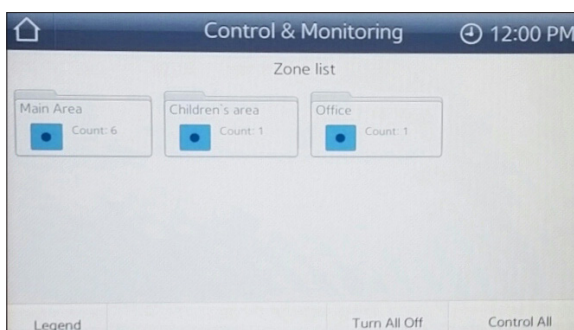 Control & Monitoring 12:00 PM
Zone list
Main Area Children's area Office
Count: 6 Count: 1 Count: 1
Legend Turn All Off Control All